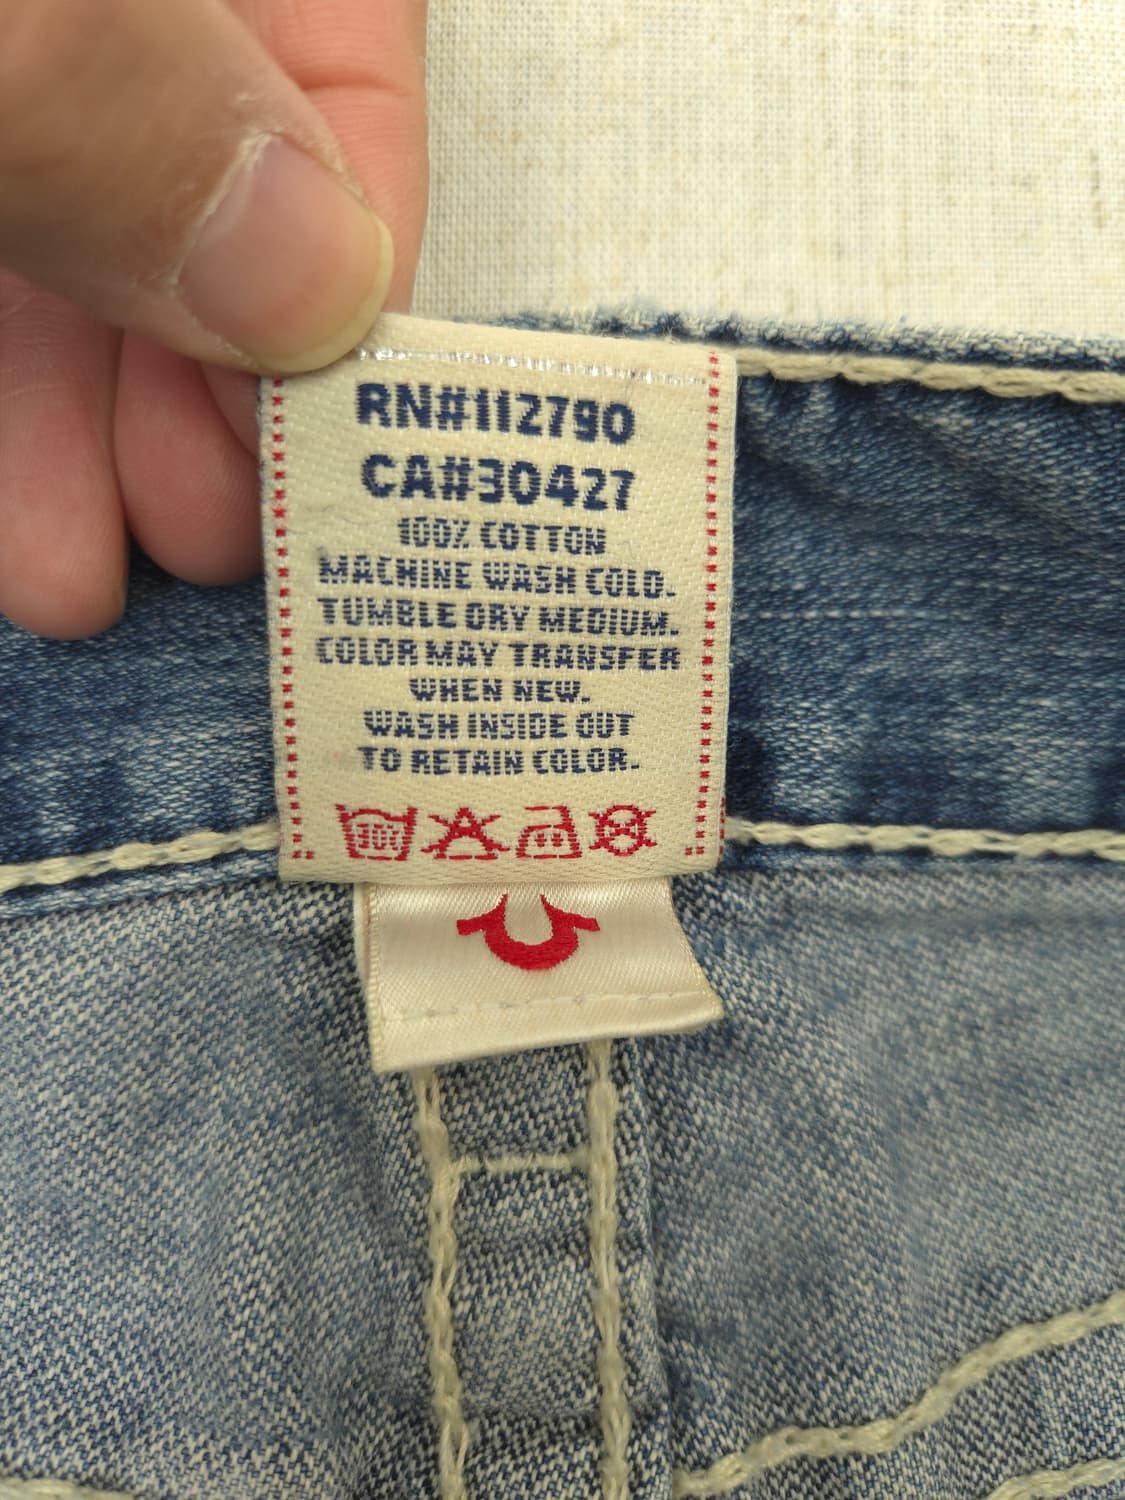 RN#112790
CA#30427
100% COTTON
MACHINE WASH COLD.
TUMBLE DRY MEDIUM.
COLOR MAY TRANSFER
WHEN NEW.
WASH INSIDE OUT
TO RETAIN COLOR.
30%